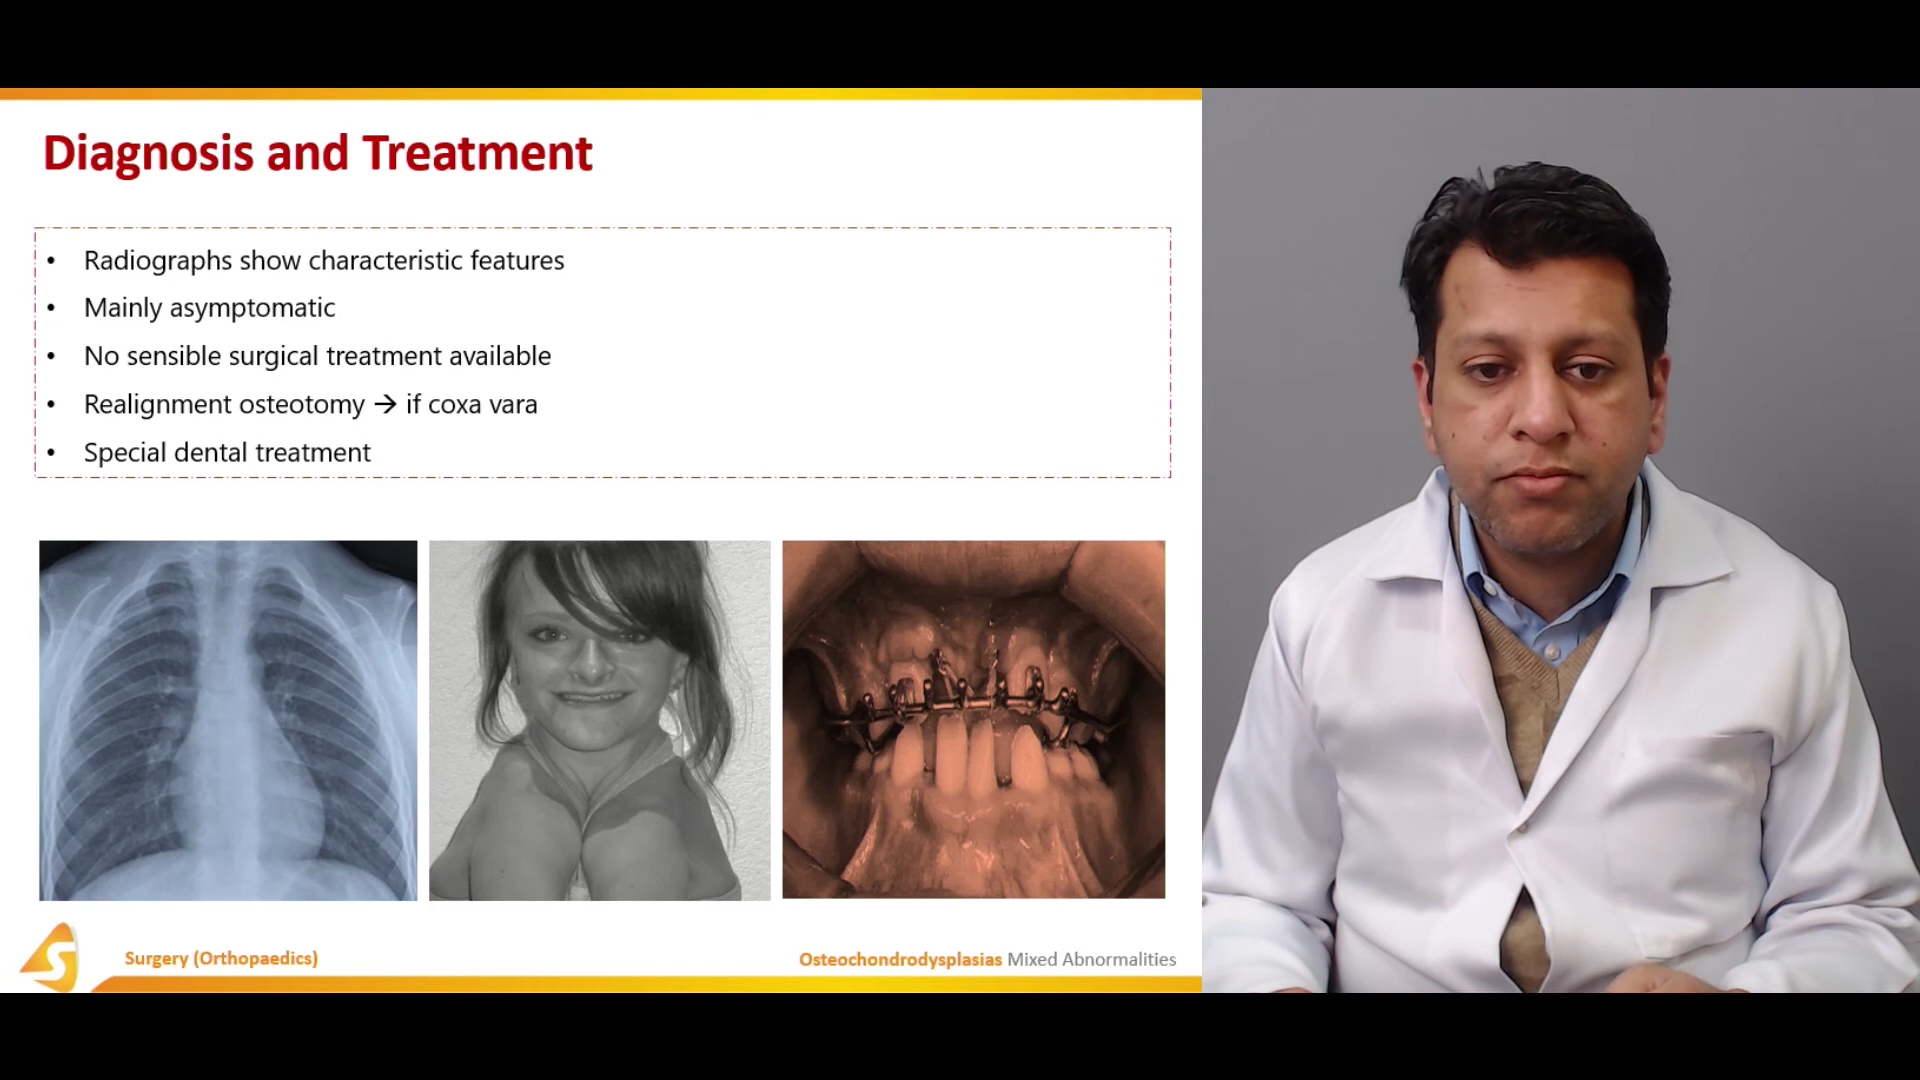 Diagnosis and Treatment
• Radiographs show characteristic features
• Mainly asymptomatic
• No sensible surgical treatment available
• Realignment osteotomy → if coxa vara
• Special dental treatment
S
Surgery (Orthopaedics)
Osteochondrodysplasias Mixed Abnormalities